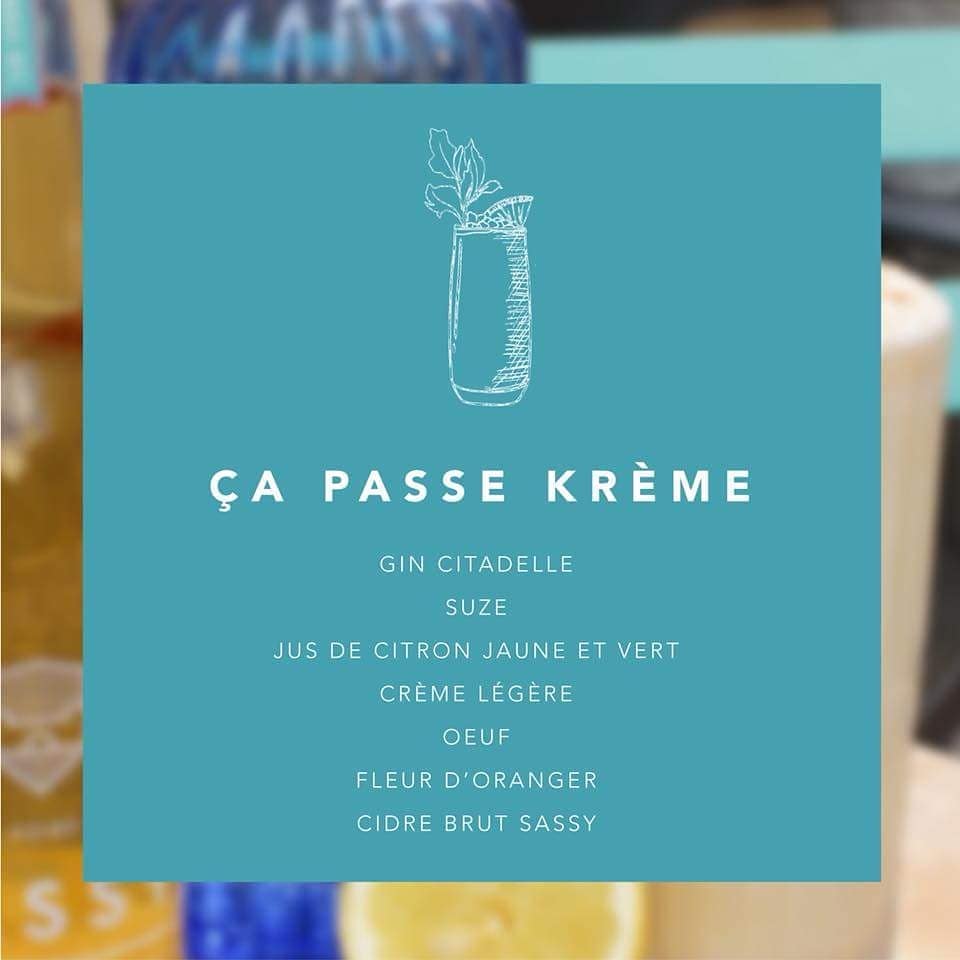 ÇA PASSE KRÈME
GIN CITADELLE
SUZE
JUS DE CITRON JAUNE ET VERT
CRÈME LÉGÈRE
OEUF
FLEUR D'ORANGER
CIDRE BRUT SASSY